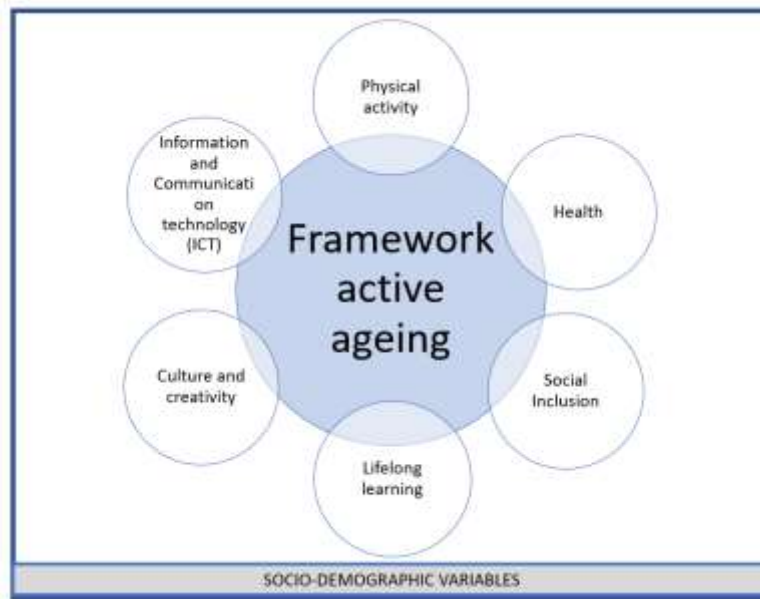 Physical
activity
Information
and
Communicati
on
technology
(ICT)
Health
Framework
active
ageing
Culture and
creativity
Social
Inclusion
Lifelong
learning
SOCIO-DEMOGRAPHIC VARIABLES